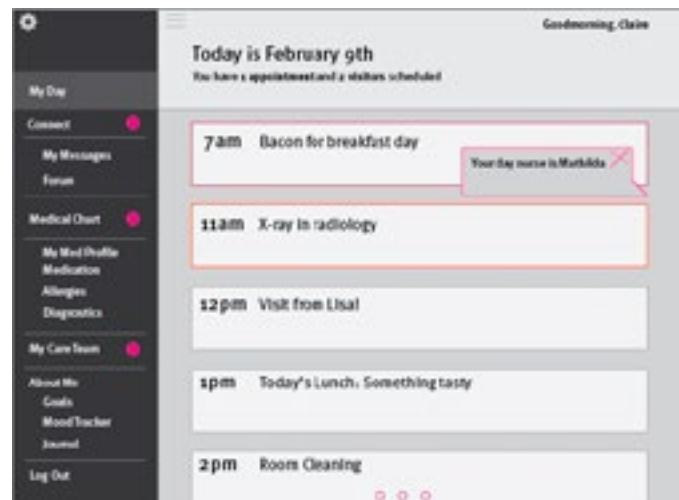 Goodmorning, Claire
Today is February 9th
You have 1 appointment and 2 visitors scheduled
My Day
Connect
My Messages
Forum
Medical Chart
My Med Profile
Medication
Allergies
Diagnostics
My Care Team
About Me
Goals
Mood Tracker
Journal
Log Out
7am Bacon for breakfast day
Your day nurse is Mathilda
11am X-ray in radiology
12pm Visit from Lisa!
1pm Today's Lunch: Something tasty
2pm Room Cleaning